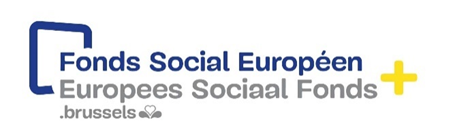 Fonds Social Européen
Europees Sociaal Fonds +
.brussels